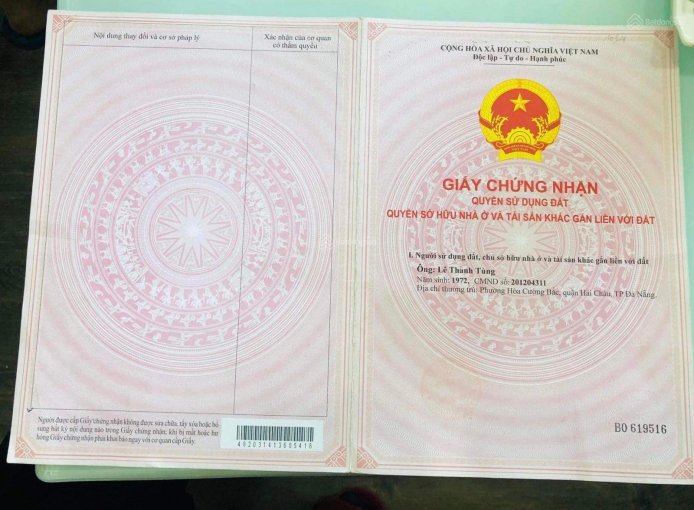 Nội dung thay đổi và cơ sở pháp lý
Xác nhận của cơ quan
có thẩm quyền
Người được cấp Giấy chứng nhận không được sửa chữa, tẩy xóa hoặc bổ
sung bất kỳ nội dung nào trong Giấy chứng nhận; khi bị mất hoặc hư
hỏng Giấy chứng nhận phải khai báo ngay với cơ quan cấp Giấy.
482031413605418
CỘNG HÒA XÃ HỘI CHỦ NGHĨA VIỆT NAM
Độc lập - Tự do - Hạnh phúc
GIẤY CHỨNG NHẬN
QUYỀN SỬ DỤNG ĐẤT
QUYỀN SỞ HỮU NHÀ Ở VÀ TÀI SẢN KHÁC GẮN LIỀN VỚI ĐẤT
I. Người sử dụng đất, chủ sở hữu nhà ở và tài sản khác gắn liền với đất
Ông: Lê Thanh Tùng
Năm sinh: 1972, CMND số: 201204311
Địa chỉ thường trú: Phường Hòa Cường Bắc, quận Hải Châu, TP Đà Nẵng.
BO 619516
Batdongsan